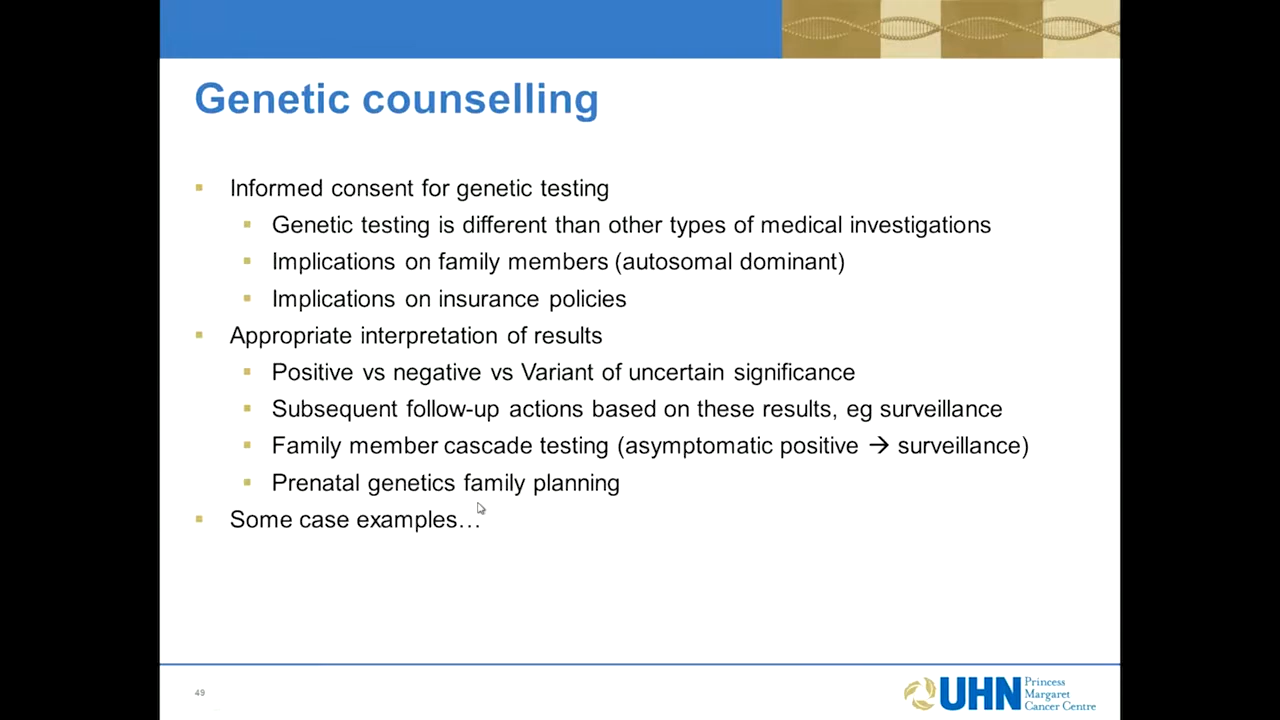 Genetic counselling
▪ Informed consent for genetic testing
▪ Genetic testing is different than other types of medical investigations
▪ Implications on family members (autosomal dominant)
▪ Implications on insurance policies
▪ Appropriate interpretation of results
▪ Positive vs negative vs Variant of uncertain significance
▪ Subsequent follow-up actions based on these results, eg surveillance
▪ Family member cascade testing (asymptomatic positive → surveillance)
▪ Prenatal genetics family planning
▪ Some case examples…
49
UHN
Princess
Margaret
Cancer Centre